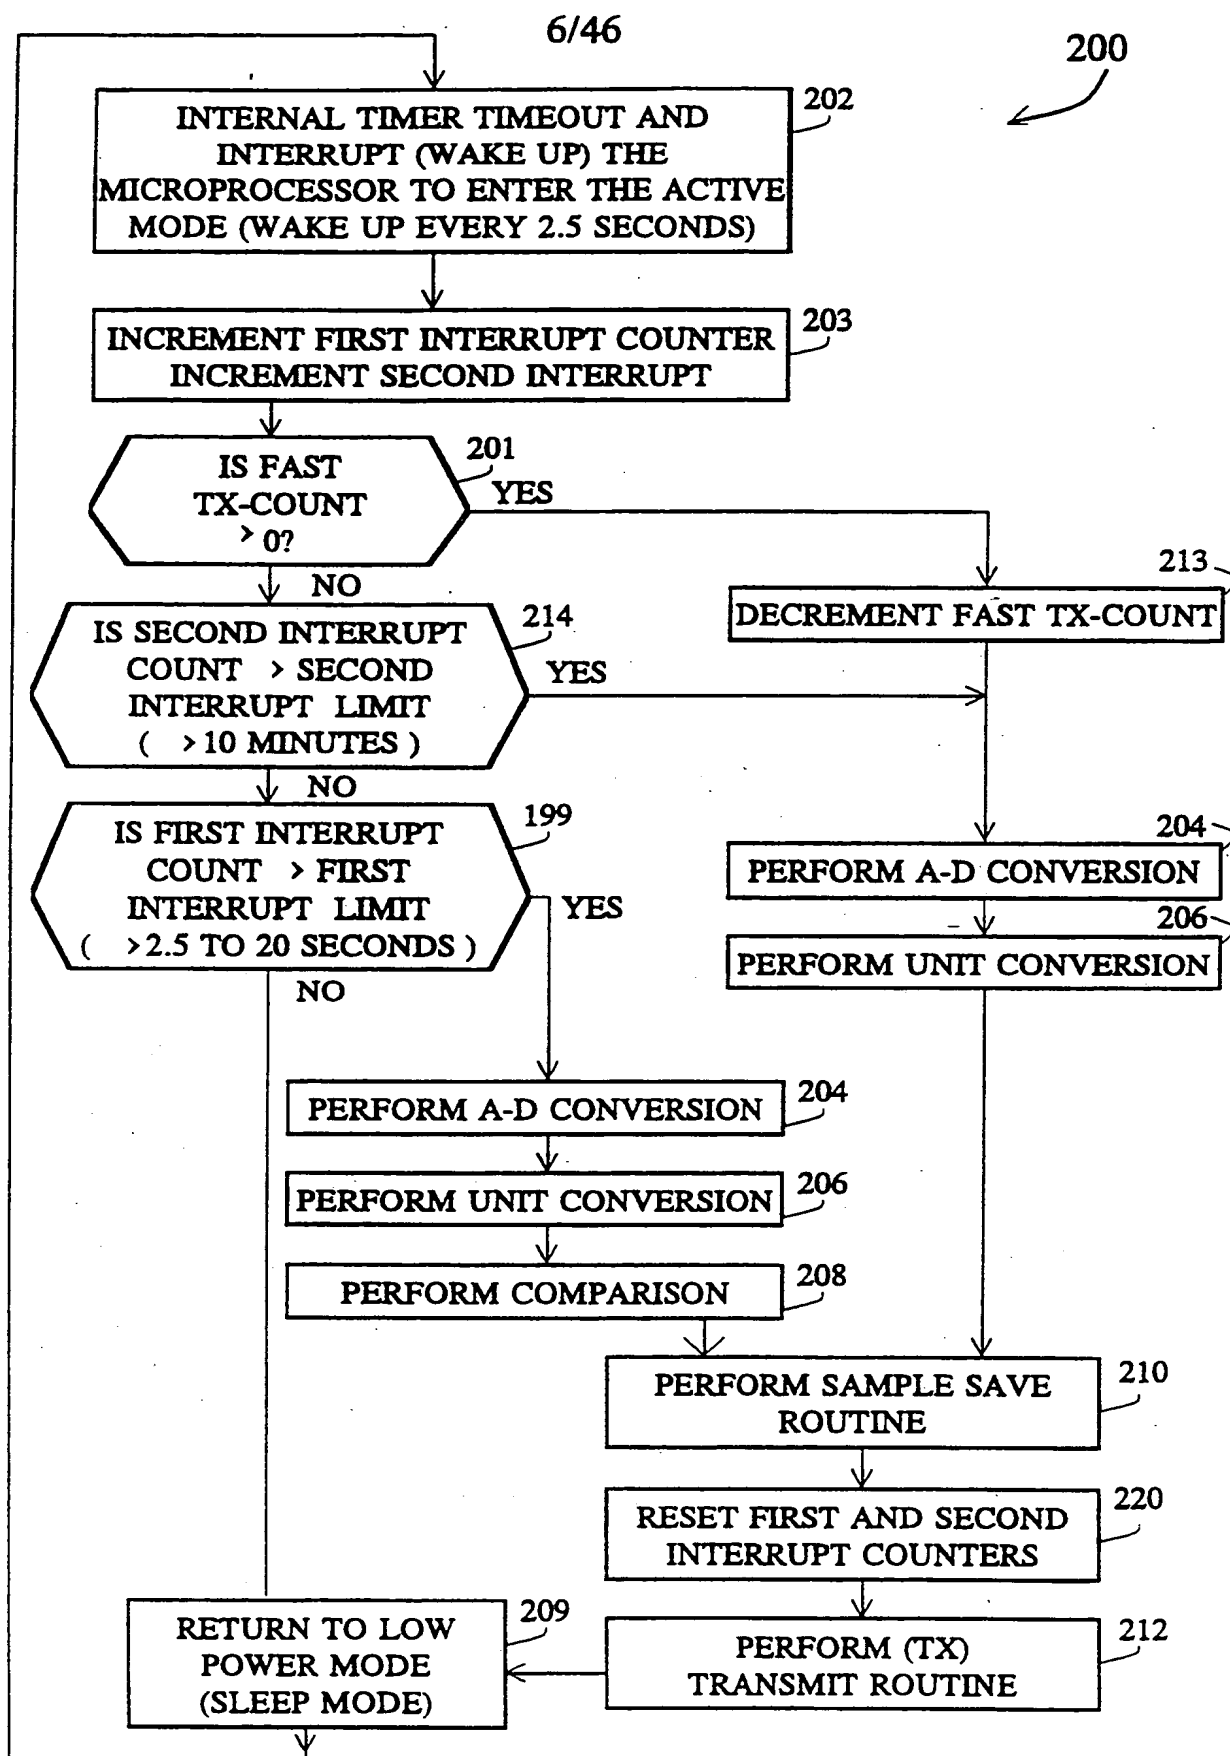 6/46
200
202
INTERNAL TIMER TIMEOUT AND
INTERRUPT (WAKE UP) THE
MICROPROCESSOR TO ENTER THE ACTIVE
MODE (WAKE UP EVERY 2.5 SECONDS)
203
INCREMENT FIRST INTERRUPT COUNTER
INCREMENT SECOND INTERRUPT
201
IS FAST
TX-COUNT
> 0?
YES
NO
213
DECREMENT FAST TX-COUNT
214
IS SECOND INTERRUPT
COUNT > SECOND
INTERRUPT LIMIT
( > 10 MINUTES )
YES
NO
199
IS FIRST INTERRUPT
COUNT > FIRST
INTERRUPT LIMIT
( > 2.5 TO 20 SECONDS )
YES
NO
204
PERFORM A-D CONVERSION
206
PERFORM UNIT CONVERSION
204
PERFORM A-D CONVERSION
206
PERFORM UNIT CONVERSION
208
PERFORM COMPARISON
210
PERFORM SAMPLE SAVE
ROUTINE
220
RESET FIRST AND SECOND
INTERRUPT COUNTERS
209
RETURN TO LOW
POWER MODE
(SLEEP MODE)
212
PERFORM (TX)
TRANSMIT ROUTINE